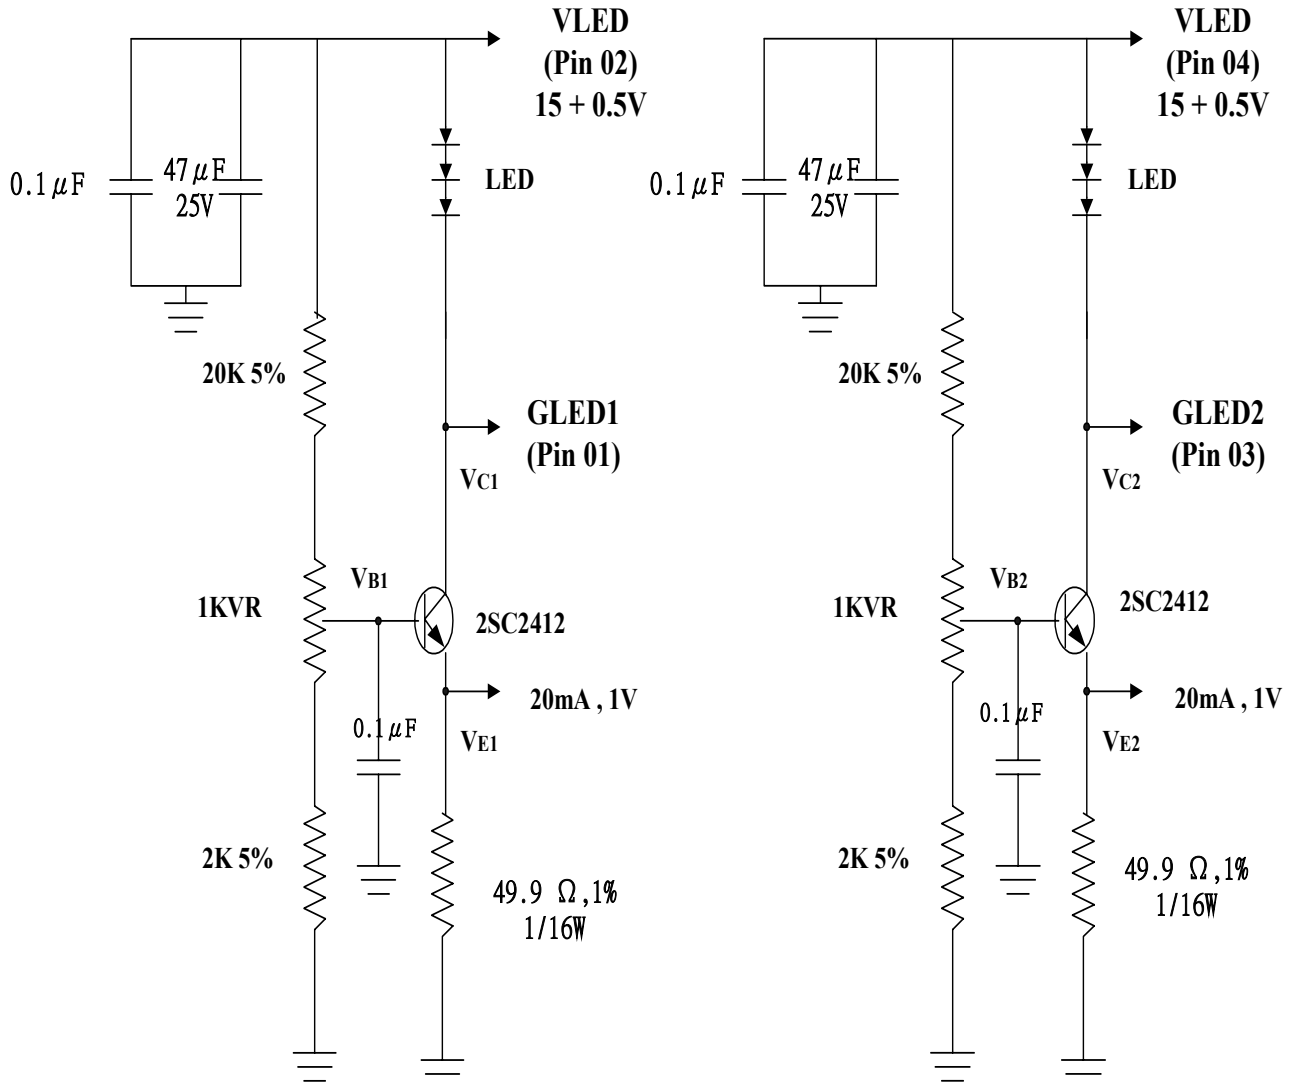 VLED
(Pin 02)
15 + 0.5V
0.1μF
47μF
25V
LED
20K 5%
GLED1
(Pin 01)
VC1
VB1
1KVR
2SC2412
20mA , 1V
0.1μF
VE1
2K 5%
49.9 Ω,1%
1/16W
VLED
(Pin 04)
15 + 0.5V
0.1μF
47μF
25V
LED
20K 5%
GLED2
(Pin 03)
VC2
VB2
1KVR
2SC2412
20mA , 1V
0.1μF
VE2
2K 5%
49.9 Ω,1%
1/16W